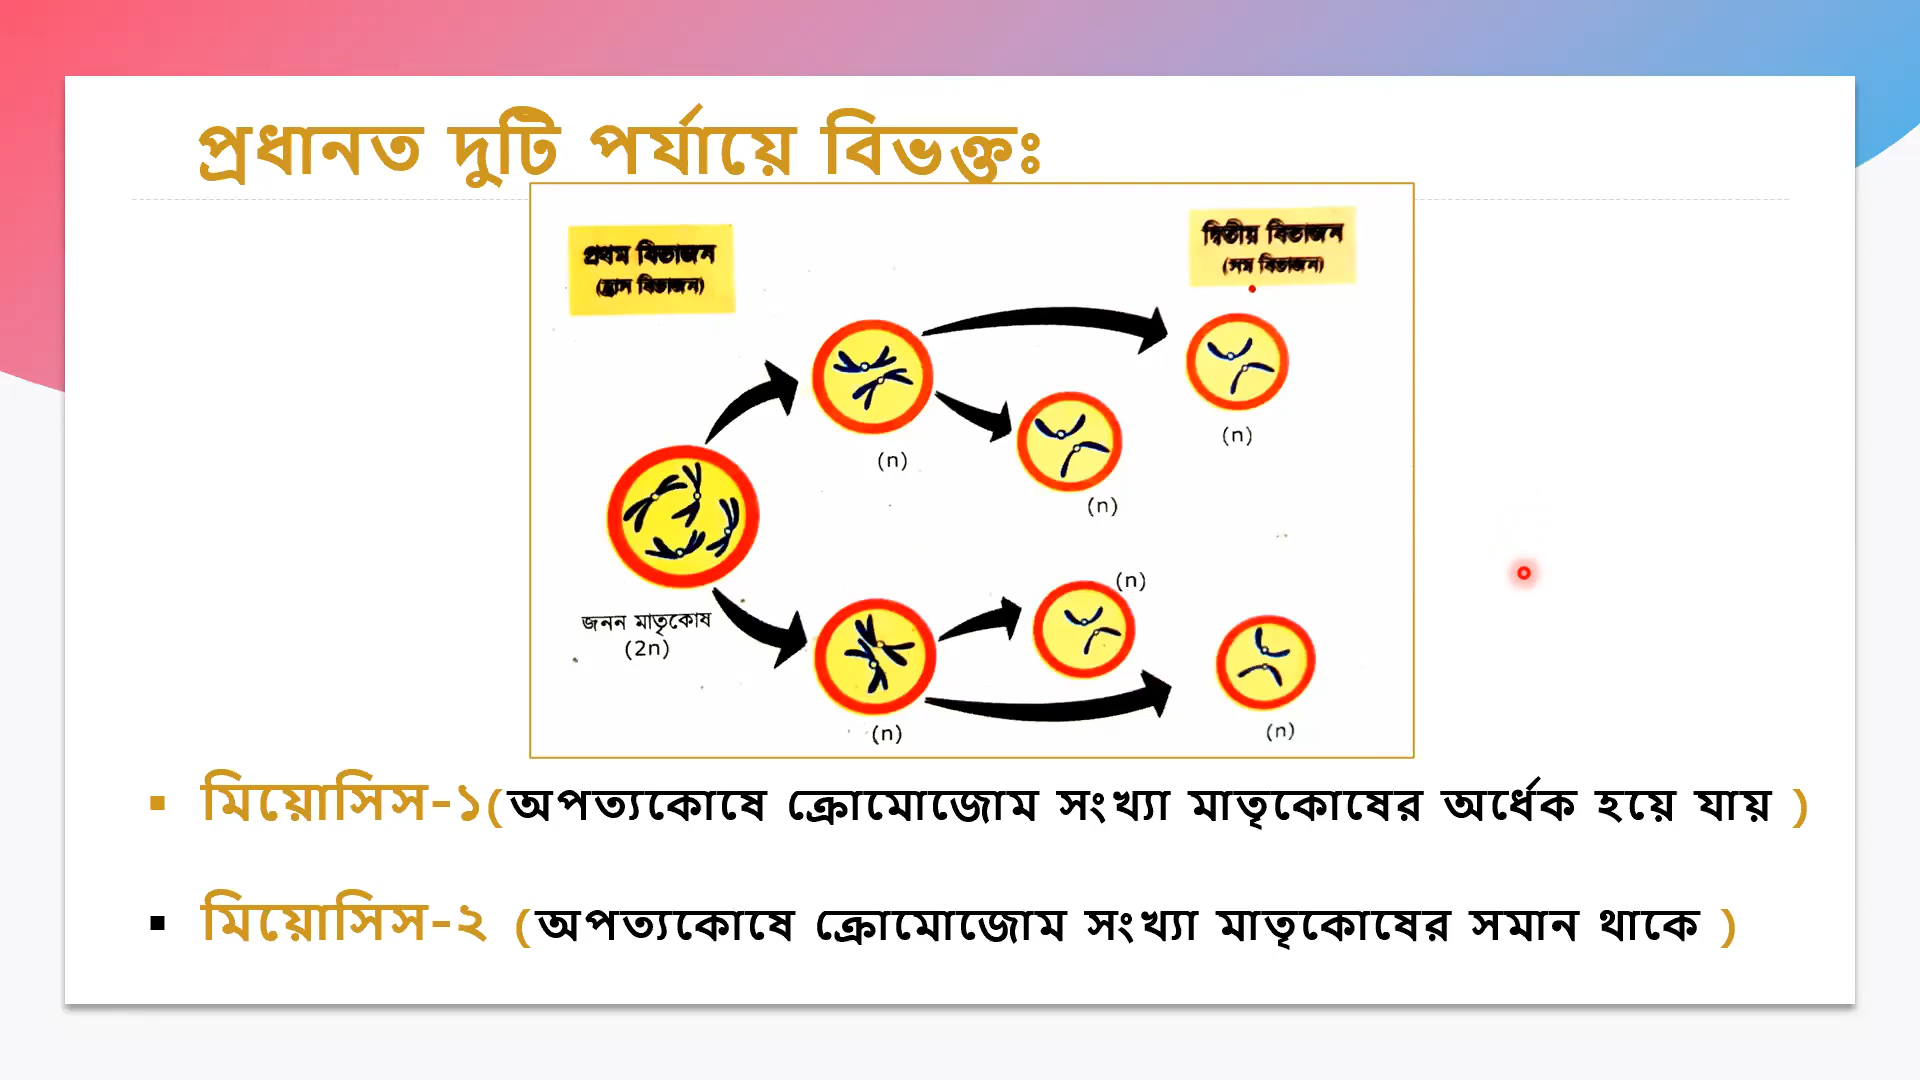 প্রধানত দুটি পর্যায়ে বিভক্তঃ
প্রথম বিভাজন
(হ্রাস বিভাজন)
দ্বিতীয় বিভাজন
(সম বিভাজন)
(n)
(n)
(n)
(n)
জনন মাতৃকোষ
(2n)
(n)
(n)
▪ মিয়োসিস-১(অপত্যকোষে ক্রোমোজোম সংখ্যা মাতৃকোষের অর্ধেক হয়ে যায় )
▪ মিয়োসিস-২ (অপত্যকোষে ক্রোমোজোম সংখ্যা মাতৃকোষের সমান থাকে )